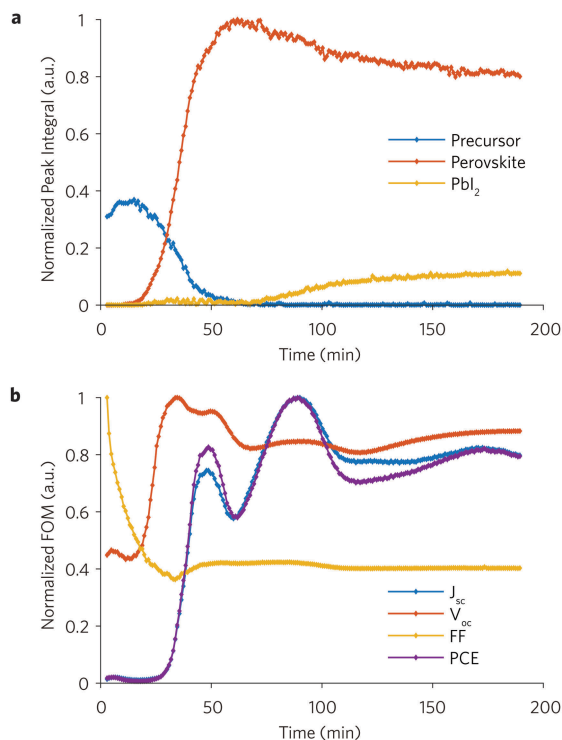 a
Normalized Peak Integral (a.u.)
1
0.8
0.6
0.4
0.2
0
Precursor
Perovskite
PbI₂
0 50 100 150 200
Time (min)
b
Normalized FOM (a.u.)
1
0.8
0.6
0.4
0.2
0
J_sc
V_oc
FF
PCE
0 50 100 150 200
Time (min)